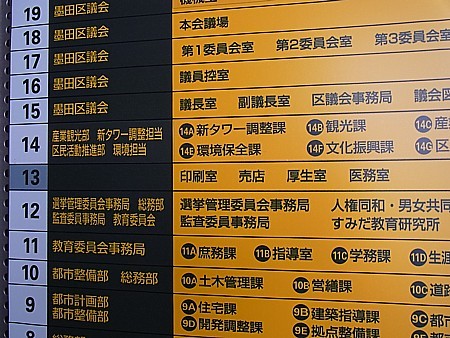 19 墨田区議会
18 墨田区議会 本会議場
17 墨田区議会 第1委員会室 第2委員会室 第3委員会室
16 墨田区議会 議員控室
15 墨田区議会 議長室 副議長室 区議会事務局 議会図
14 産業観光部 新タワー調整担当 14A 新タワー調整課 14B 観光課 14C 産
区民活動推進部 環境担当 14E 環境保全課 14F 文化振興課 14G 区
13 印刷室 売店 厚生室 医務室
12 選挙管理委員会事務局 総務部 選挙管理委員会事務局 人権同和・男女共同
監査委員事務局 教育委員会 監査委員事務局 すみだ教育研究所
11 教育委員会事務局 11A 庶務課 11B 指導室 11C 学務課 11D 生涯
10 都市整備部 総務部 10A 土木管理課 10B 営繕課 10C 道路
9 都市計画部 9A 住宅課 9B 建築指導課 9C
都市整備部 9D 開発調整課 9E 拠点整備課
8